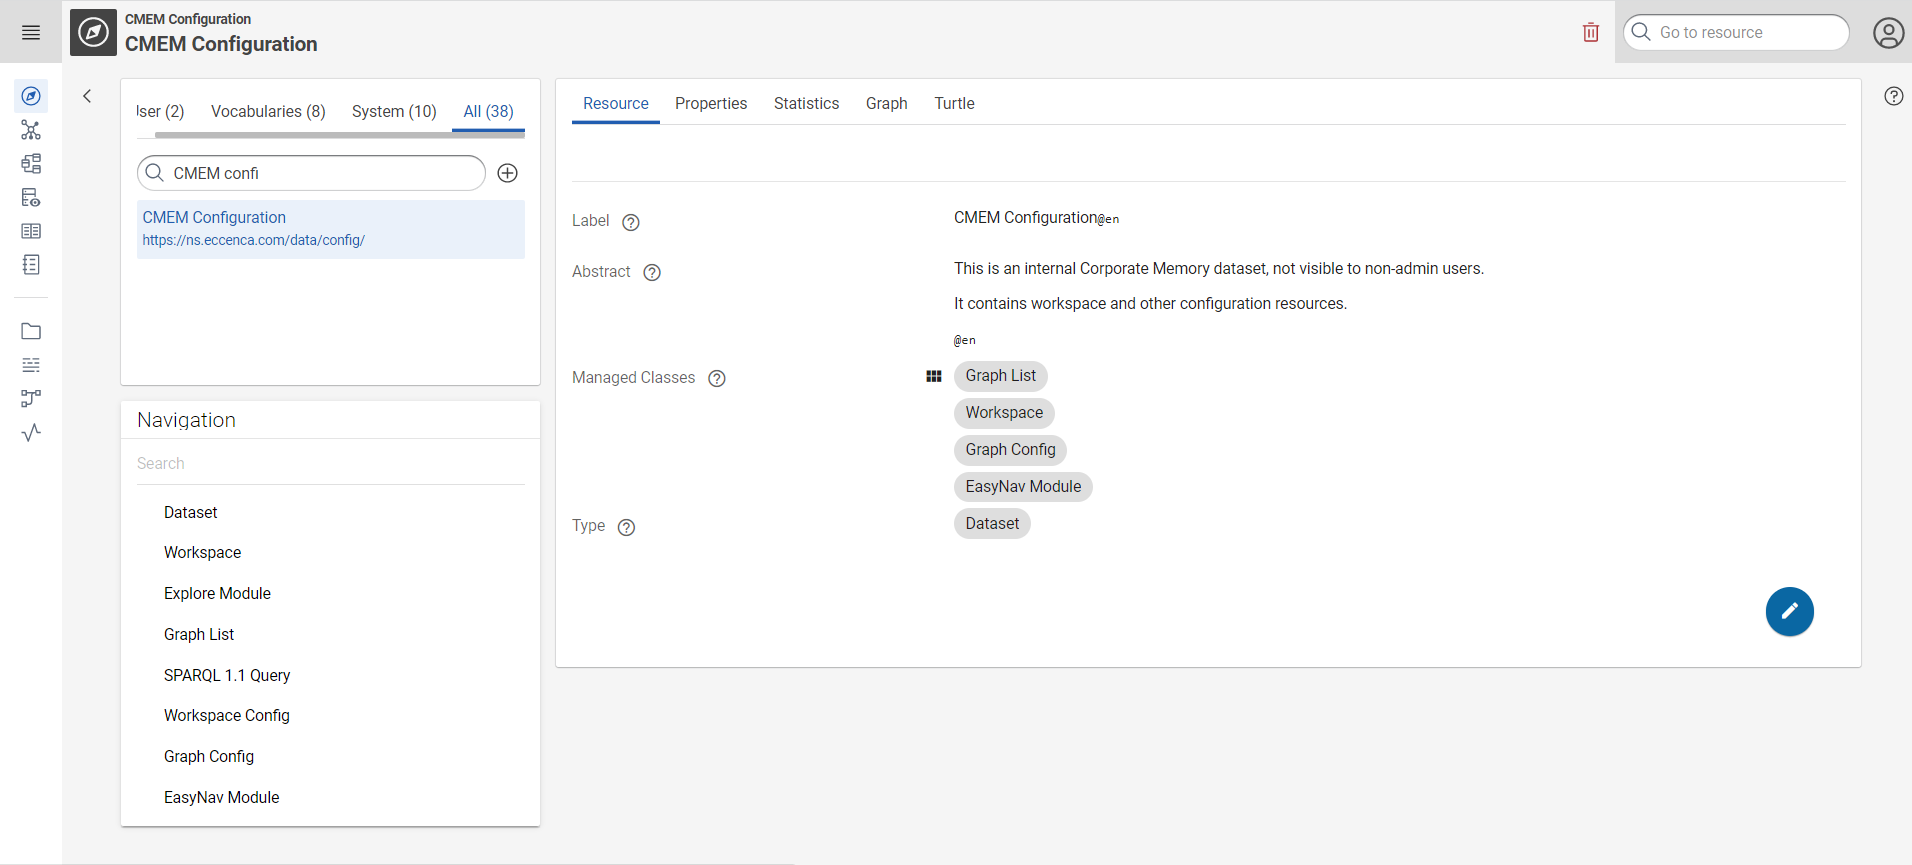 CMEM Configuration
CMEM Configuration
Go to resource
User (2) Vocabularies (8) System (10) All (38)
CMEM confi
CMEM Configuration
https://ns.eccenca.com/data/config/
Navigation
Search
Dataset
Workspace
Explore Module
Graph List
SPARQL 1.1 Query
Workspace Config
Graph Config
EasyNav Module
Resource Properties Statistics Graph Turtle
Label CMEM Configuration@en
Abstract This is an internal Corporate Memory dataset, not visible to non-admin users.
It contains workspace and other configuration resources.
@en
Managed Classes Graph List
Workspace
Graph Config
EasyNav Module
Type Dataset